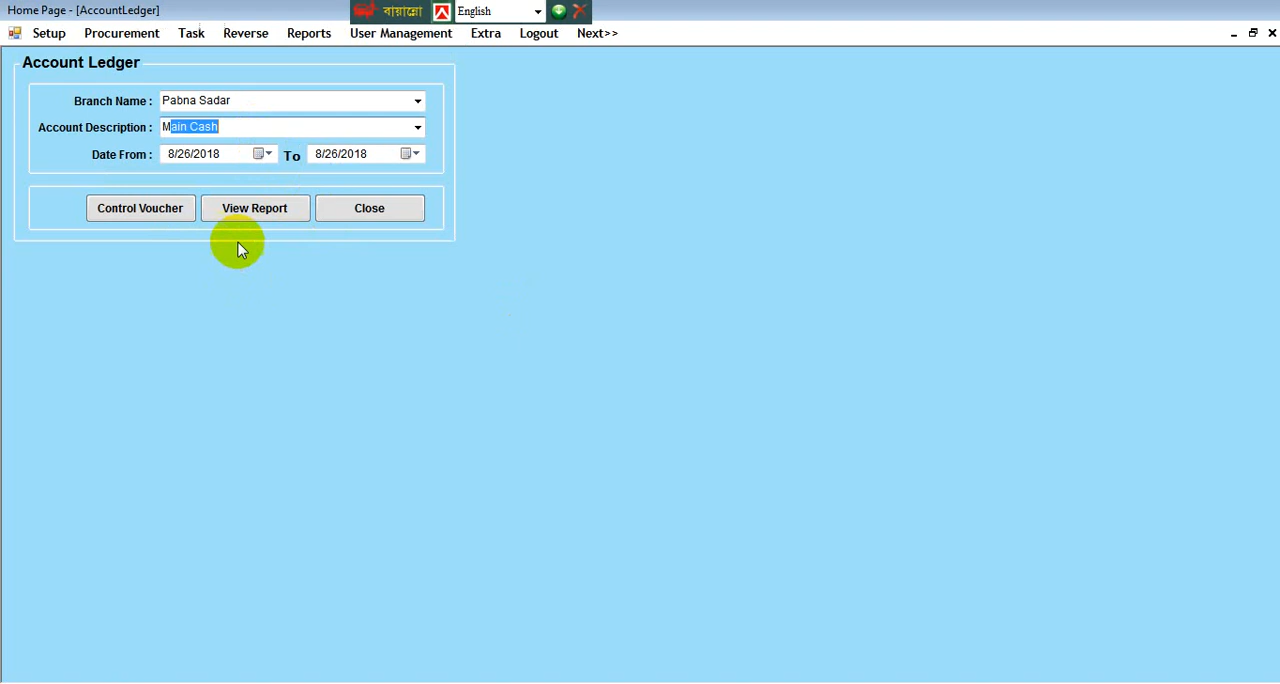 Home Page - [AccountLedger]
বায়ান্নো English
Setup Procurement Task Reverse Reports User Management Extra Logout Next>>
Account Ledger
Branch Name : Pabna Sadar
Account Description : Main Cash
Date From : 8/26/2018 To 8/26/2018
Control Voucher View Report Close